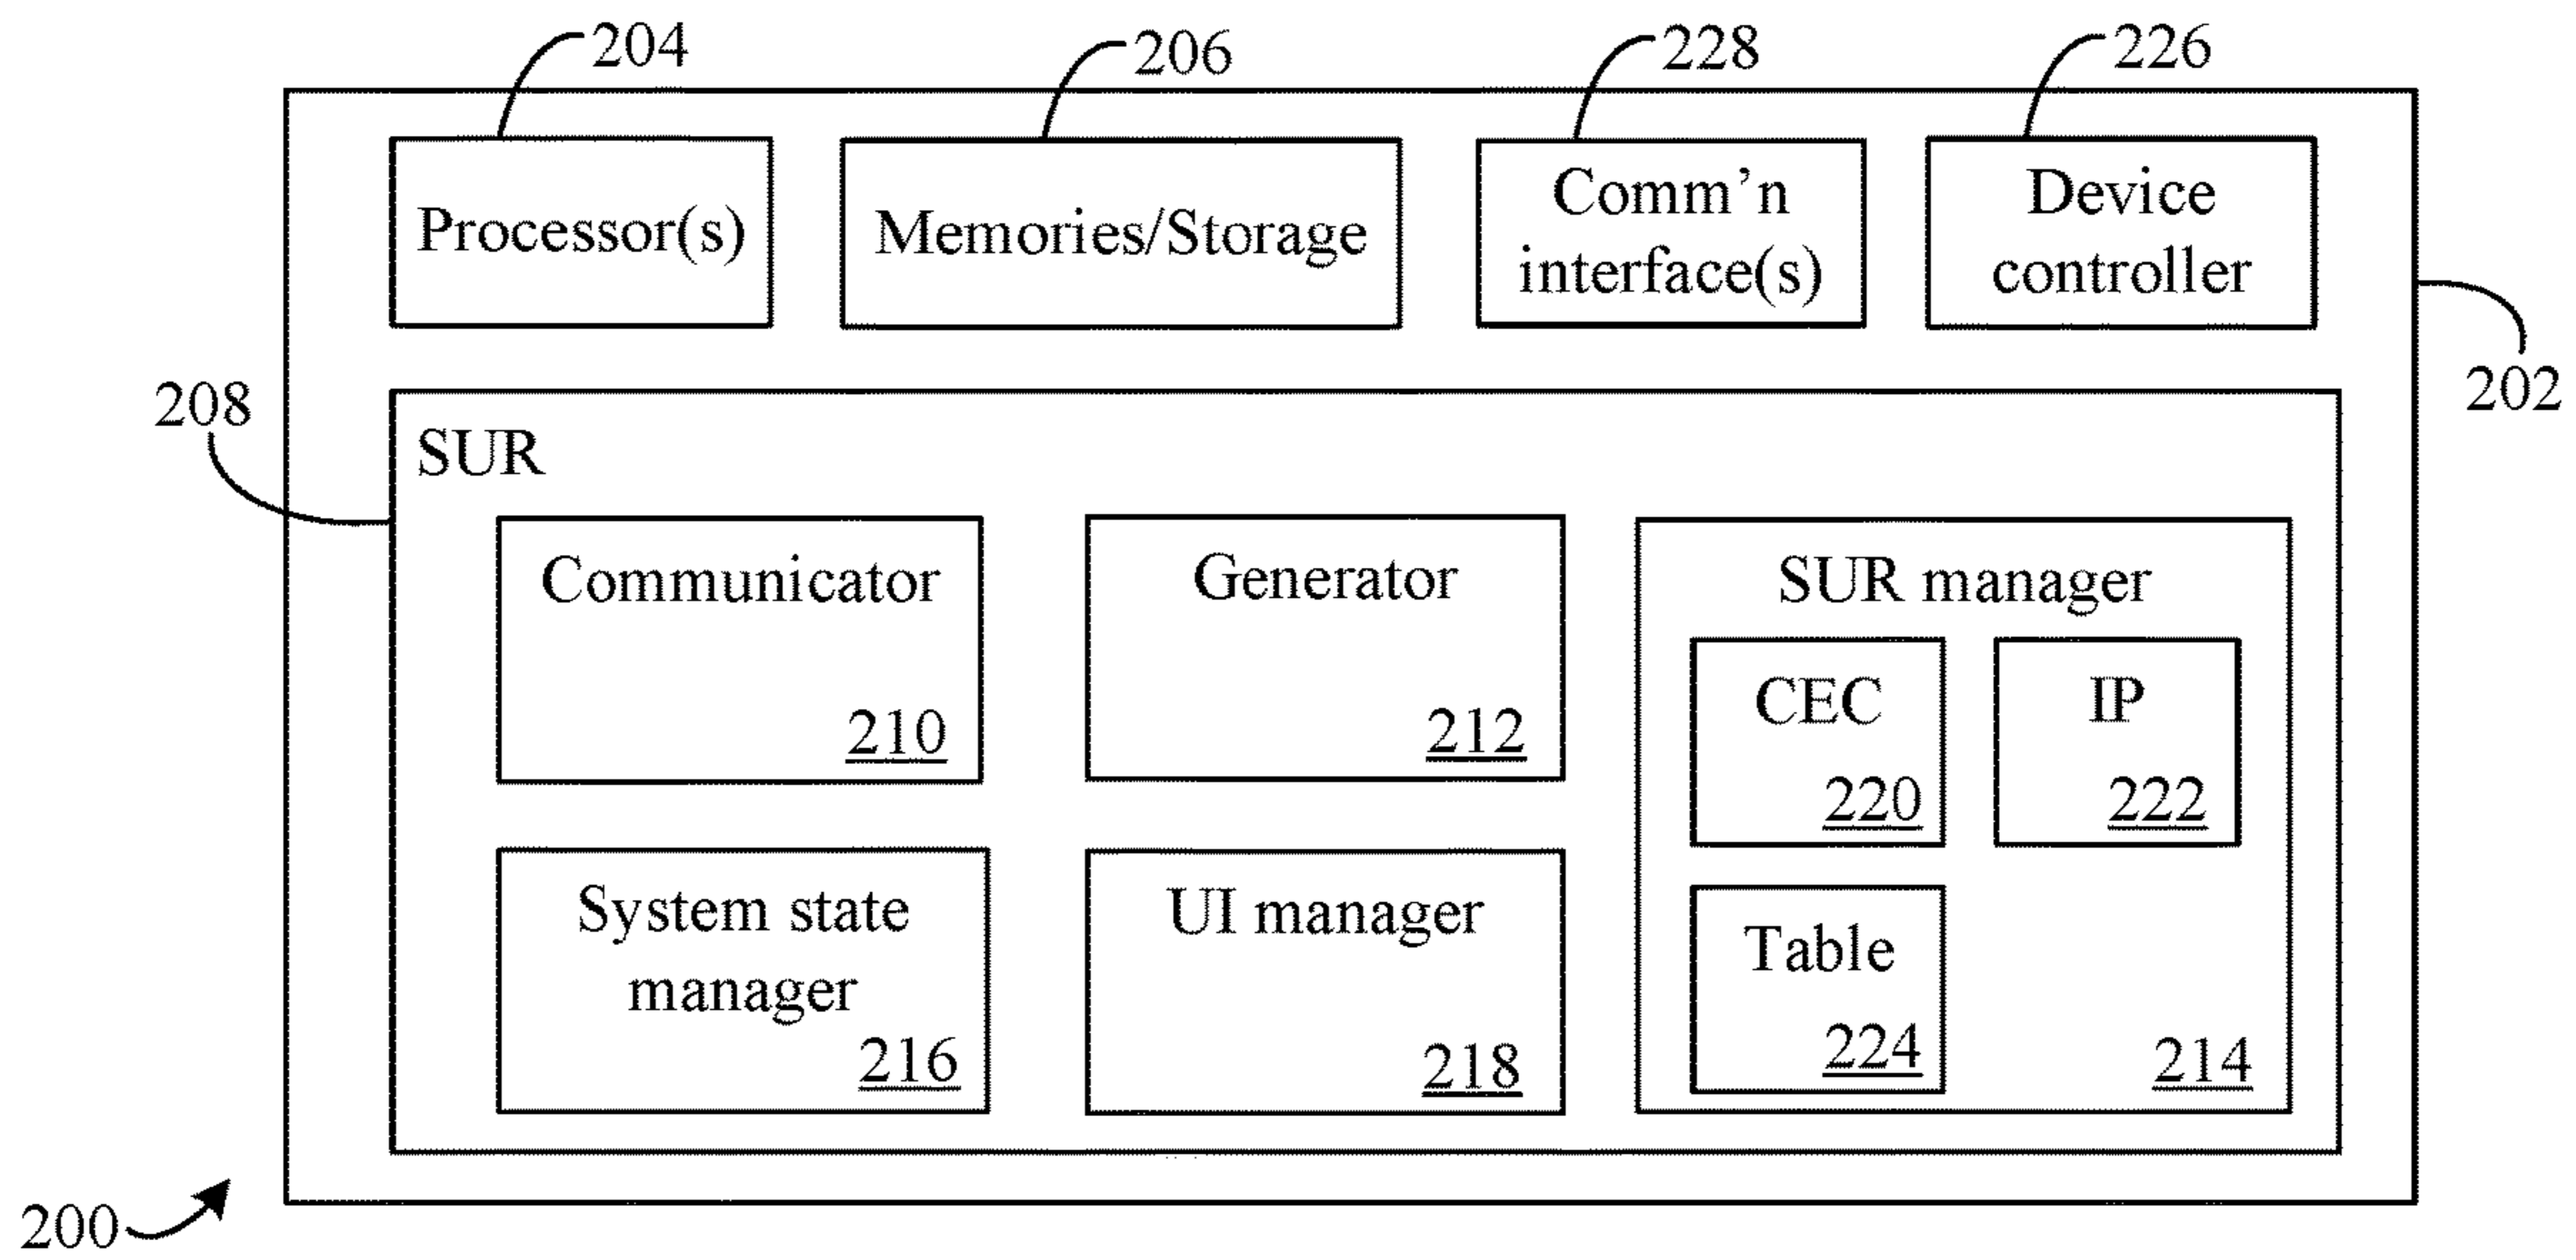 204
206
228
226
Processor(s)
Memories/Storage
Comm’n
interface(s)
Device
controller
202
208
SUR
Communicator
210
Generator
212
SUR manager
CEC
220
IP
222
System state
manager
216
UI manager
218
Table
224
214
200